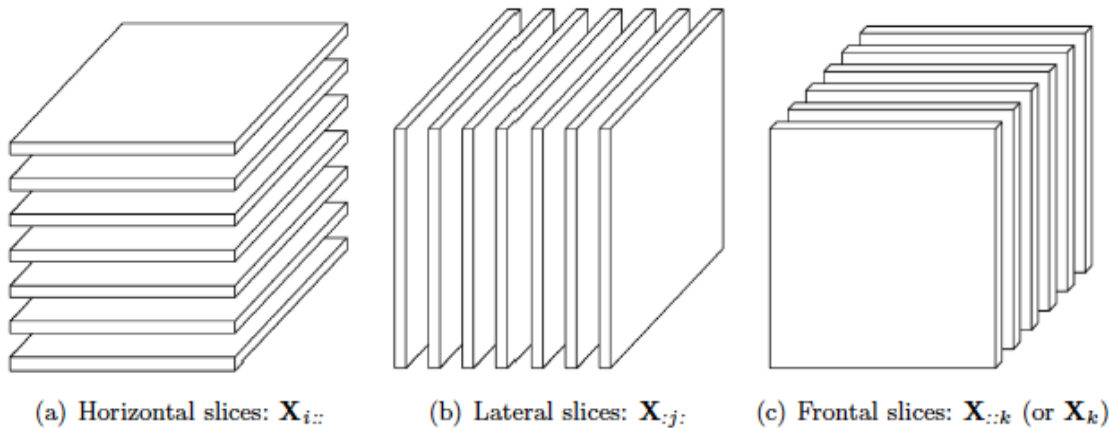 (a) Horizontal slices: X_{i::}
(b) Lateral slices: X_{:j:}
(c) Frontal slices: X_{::k} (or X_k)